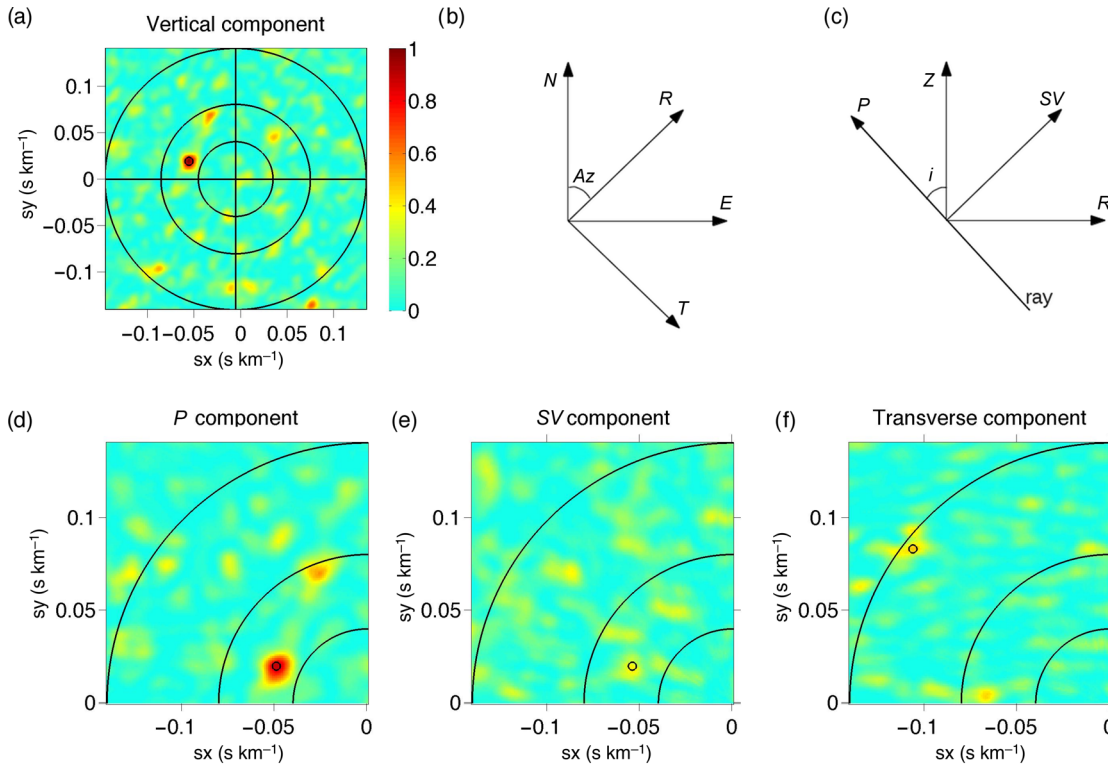 (a)
Vertical component
0.1
0.05
0
−0.05
−0.1
sy (s km⁻¹)
−0.1 −0.05 0 0.05 0.1
sx (s km⁻¹)
1
0.8
0.6
0.4
0.2
0
(b)
N
R
Az
E
T
(c)
Z
P
SV
i
R
ray
(d)
P component
0.1
0.05
0
sy (s km⁻¹)
−0.1 −0.05 0
sx (s km⁻¹)
(e)
SV component
0.1
0.05
0
sy (s km⁻¹)
−0.1 −0.05 0
sx (s km⁻¹)
(f)
Transverse component
0.1
0.05
0
sy (s km⁻¹)
−0.1 −0.05 0
sx (s km⁻¹)